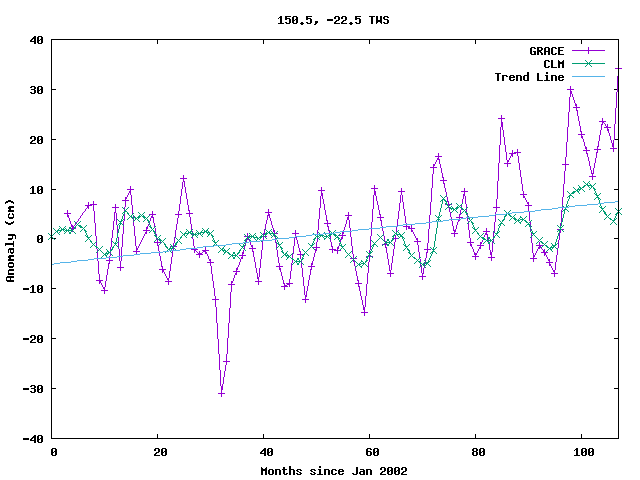 150.5, -22.5 TWS
GRACE
CLM
Trend Line
40
30
20
10
0
-10
-20
-30
-40
Anomaly (cm)
0 20 40 60 80 100
Months since Jan 2002